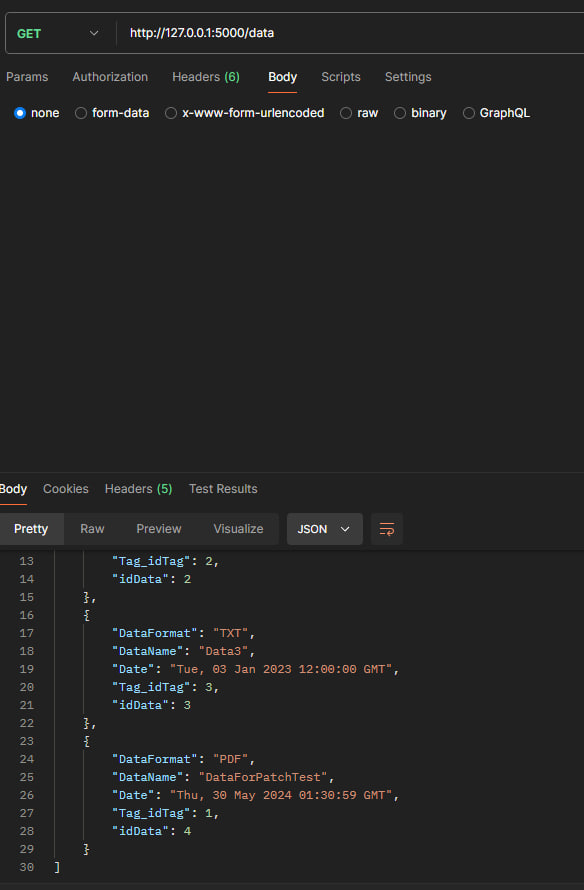 GET http://127.0.0.1:5000/data
Params Authorization Headers (6) Body Scripts Settings
none form-data x-www-form-urlencoded raw binary GraphQL
Body Cookies Headers (5) Test Results
Pretty Raw Preview Visualize JSON
13 "Tag_idTag": 2,
14 "idData": 2
15 },
16 {
17 "DataFormat": "TXT",
18 "DataName": "Data3",
19 "Date": "Tue, 03 Jan 2023 12:00:00 GMT",
20 "Tag_idTag": 3,
21 "idData": 3
22 },
23 {
24 "DataFormat": "PDF",
25 "DataName": "DataForPatchTest",
26 "Date": "Thu, 30 May 2024 01:30:59 GMT",
27 "Tag_idTag": 1,
28 "idData": 4
29 }
30 ]